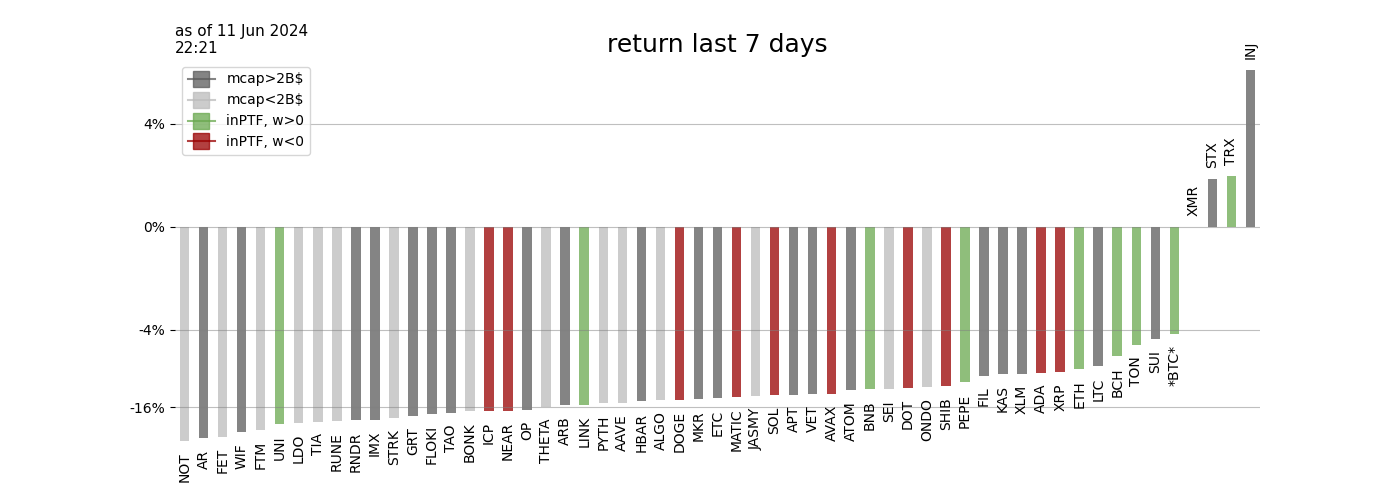 as of 11 Jun 2024
22:21
return last 7 days
mcap>2B$
mcap<2B$
inPTF, w>0
inPTF, w<0
4%
0%
-4%
-16%
NOT
AR
FET
WIF
FTM
UNI
LDO
TIA
RUNE
RNDR
IMX
STRK
GRT
FLOKI
TAO
BONK
ICP
NEAR
OP
THETA
ARB
LINK
PYTH
AAVE
HBAR
ALGO
DOGE
MKR
ETC
MATIC
JASMY
SOL
APT
VET
AVAX
ATOM
BNB
SEI
DOT
ONDO
SHIB
PEPE
FIL
KAS
XLM
ADA
XRP
ETH
LTC
BCH
TON
SUI
*BTC*
XMR
STX
TRX
INJ